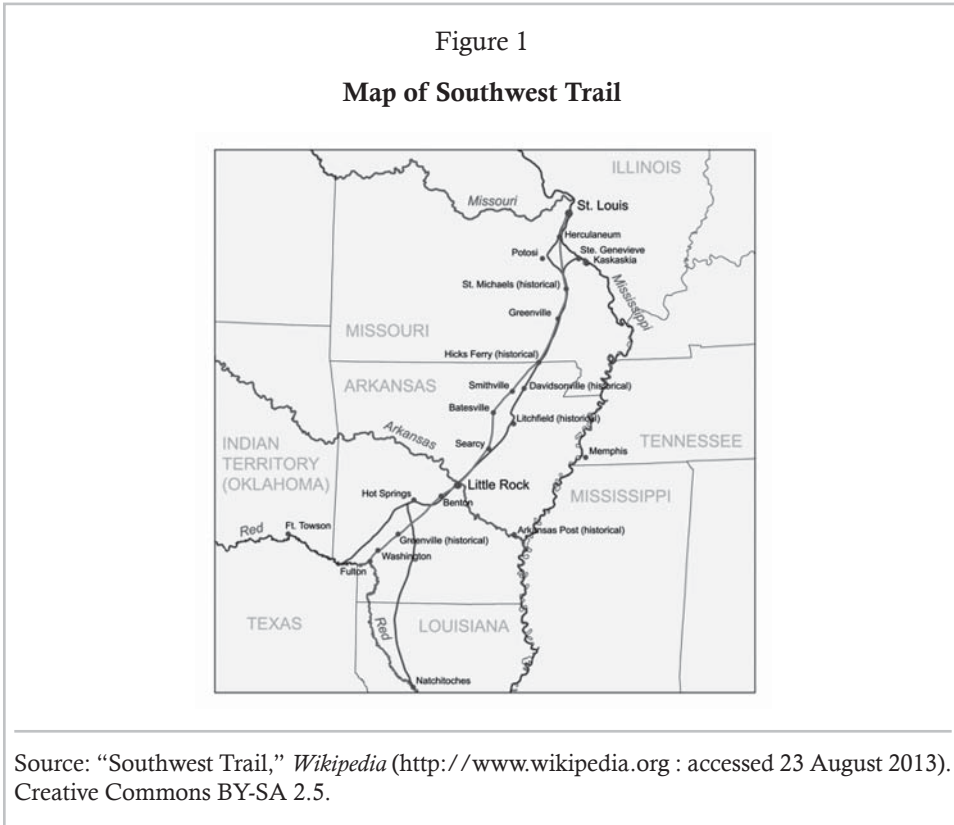 Figure 1
Map of Southwest Trail
ILLINOIS
Missouri
St. Louis
Herculaneum
Ste. Genevieve
Potosi
Kaskaskia
St. Michaels (historical)
Mississippi
Greenville
MISSOURI
Hicks Ferry (historical)
ARKANSAS
Smithville
Davidsonville (historical)
Batesville
Litchfield (historical)
Arkansas
INDIAN
TERRITORY
(OKLAHOMA)
Searcy
TENNESSEE
Memphis
Little Rock
Hot Springs
Benton
MISSISSIPPI
Red
Ft. Towson
Arkansas Post (historical)
Greenville (historical)
Washington
Fulton
TEXAS
Red
LOUISIANA
Natchitoches
Source: “Southwest Trail,” Wikipedia (http://www.wikipedia.org : accessed 23 August 2013).
Creative Commons BY-SA 2.5.